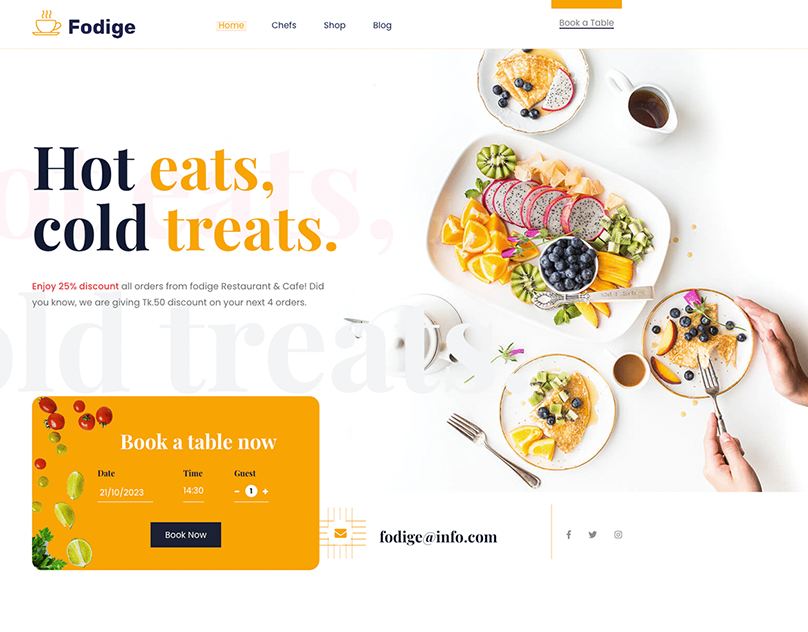 Fodige
Home
Chefs
Shop
Blog
Book a Table
Hot eats,
cold treats.
Enjoy 25% discount all orders from fodige Restaurant & Cafe! Did
you know, we are giving Tk.50 discount on your next 4 orders.
Book a table now
Date
Time
Guest
21/10/2023
14:30
- 1 +
Book Now
fodige@info.com